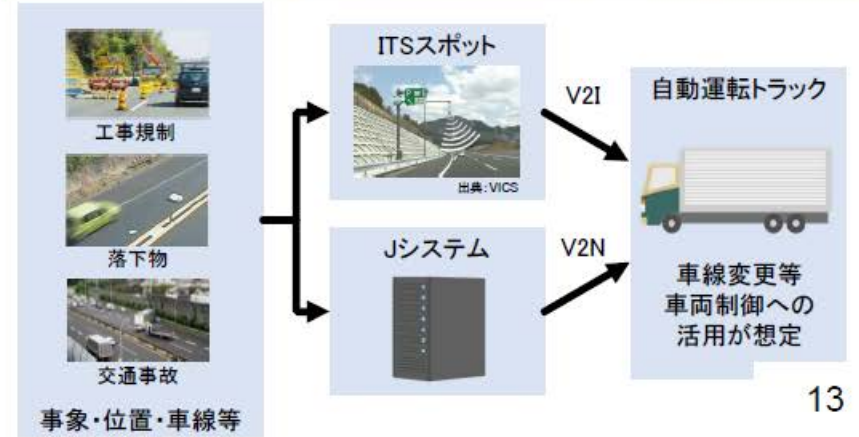 工事規制
落下物
交通事故
事象・位置・車線等
ITSスポット
出典:VICS
Jシステム
V2I
V2N
自動運転トラック
車線変更等
車両制御への
活用が想定
13